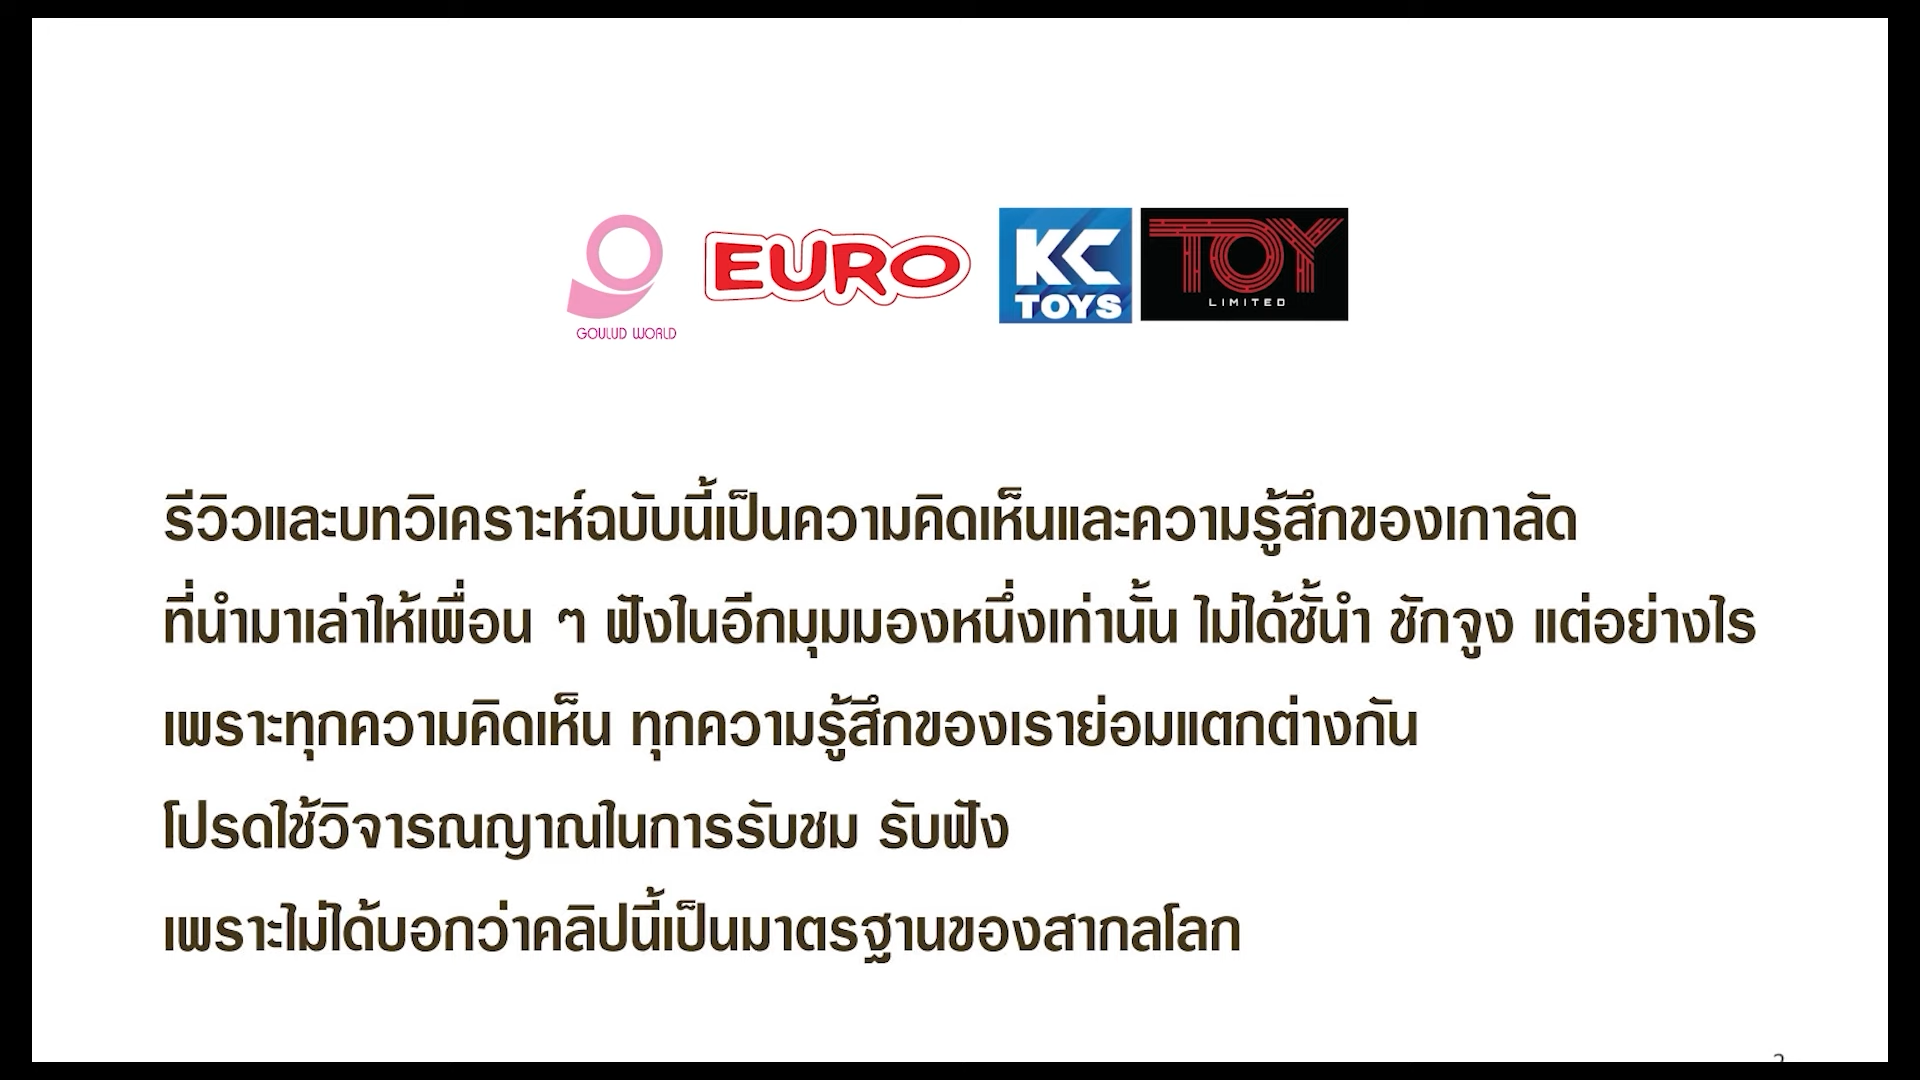 GOULUD WORLD
EURO
KC TOYS
TOY LIMITED
รีวิวและบทวิเคราะห์ฉบับนี้เป็นความคิดเห็นและความรู้สึกของเกาลัด
ที่นำมาเล่าให้เพื่อน ๆ ฟังในอีกมุมมองหนึ่งเท่านั้น ไม่ได้ชั้นำ ชักจูง แต่อย่างไร
เพราะทุกความคิดเห็น ทุกความรู้สึกของเราย่อมแตกต่างกัน
โปรดใช้วิจารณญาณในการรับชม รับฟัง
เพราะไม่ได้บอกว่าคลิปนี้เป็นมาตรฐานของสากลโลก